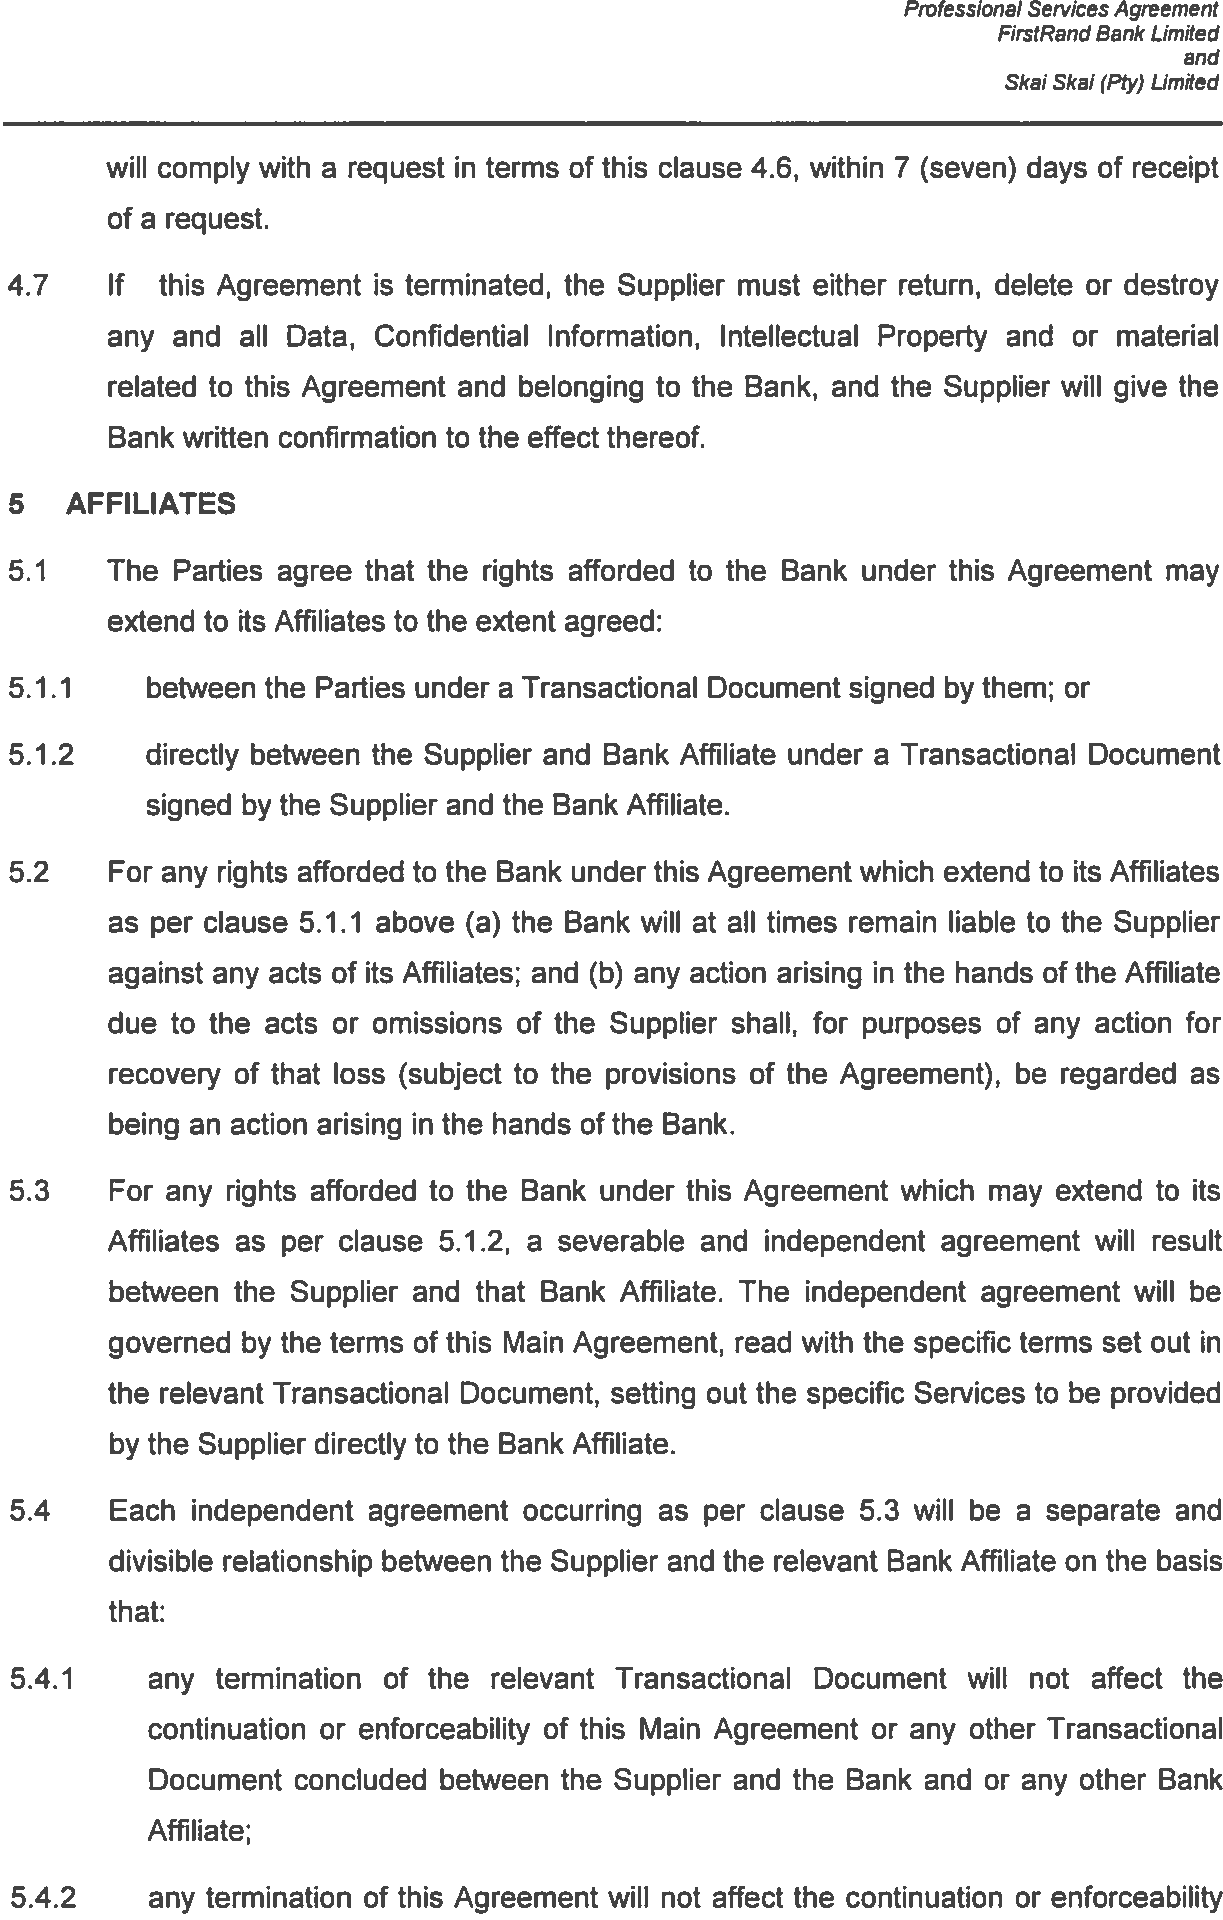 Professional Services Agreement
FirstRand Bank Limited
and
Skai Skai (Pty) Limited
will comply with a request in terms of this clause 4.6, within 7 (seven) days of receipt
of a request.
4.7 If this Agreement is terminated, the Supplier must either return, delete or destroy
any and all Data, Confidential Information, Intellectual Property and or material
related to this Agreement and belonging to the Bank, and the Supplier will give the
Bank written confirmation to the effect thereof.
5 AFFILIATES
5.1 The Parties agree that the rights afforded to the Bank under this Agreement may
extend to its Affiliates to the extent agreed:
5.1.1 between the Parties under a Transactional Document signed by them; or
5.1.2 directly between the Supplier and Bank Affiliate under a Transactional Document
signed by the Supplier and the Bank Affiliate.
5.2 For any rights afforded to the Bank under this Agreement which extend to its Affiliates
as per clause 5.1.1 above (a) the Bank will at all times remain liable to the Supplier
against any acts of its Affiliates; and (b) any action arising in the hands of the Affiliate
due to the acts or omissions of the Supplier shall, for purposes of any action for
recovery of that loss (subject to the provisions of the Agreement), be regarded as
being an action arising in the hands of the Bank.
5.3 For any rights afforded to the Bank under this Agreement which may extend to its
Affiliates as per clause 5.1.2, a severable and independent agreement will result
between the Supplier and that Bank Affiliate. The independent agreement will be
governed by the terms of this Main Agreement, read with the specific terms set out in
the relevant Transactional Document, setting out the specific Services to be provided
by the Supplier directly to the Bank Affiliate.
5.4 Each independent agreement occurring as per clause 5.3 will be a separate and
divisible relationship between the Supplier and the relevant Bank Affiliate on the basis
that:
5.4.1 any termination of the relevant Transactional Document will not affect the
continuation or enforceability of this Main Agreement or any other Transactional
Document concluded between the Supplier and the Bank and or any other Bank
Affiliate;
5.4.2 any termination of this Agreement will not affect the continuation or enforceability